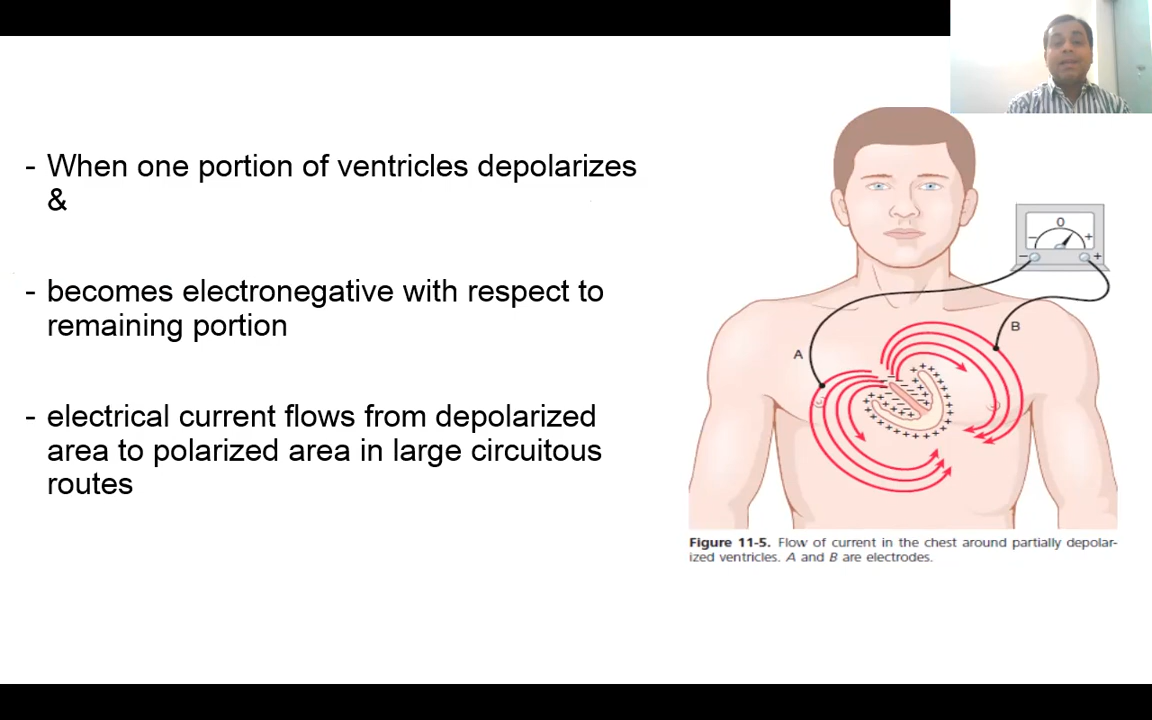 - When one portion of ventricles depolarizes
&
- becomes electronegative with respect to
remaining portion
- electrical current flows from depolarized
area to polarized area in large circuitous
routes
0
- +
- +
B
A
Figure 11-5. Flow of current in the chest around partially depolar-
ized ventricles. A and B are electrodes.